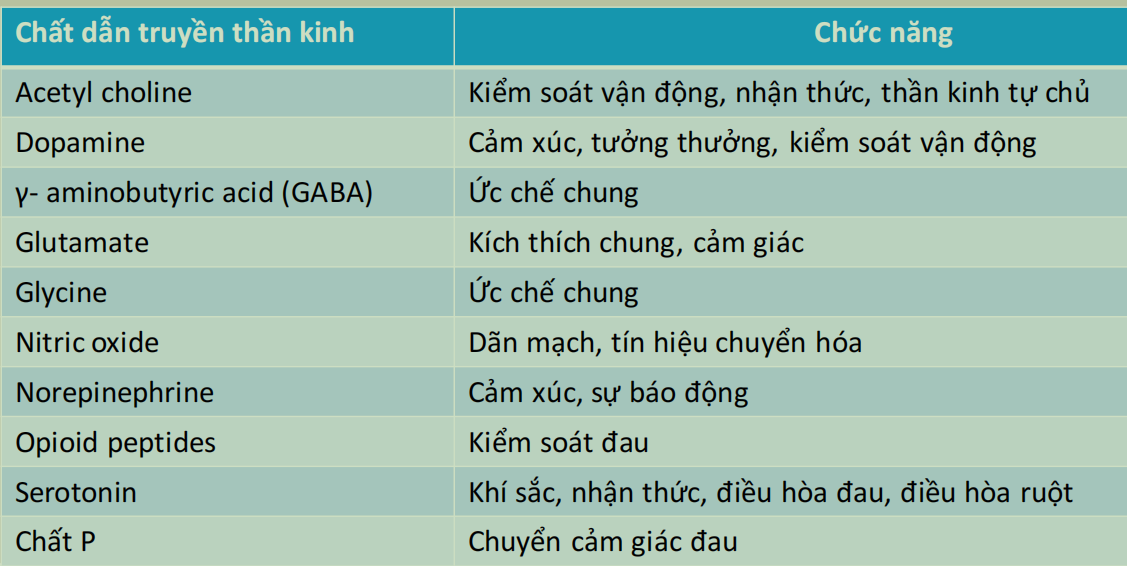 Chất dẫn truyền thần kinh Chức năng
Acetyl choline Kiểm soát vận động, nhận thức, thần kinh tự chủ
Dopamine Cảm xúc, tưởng thưởng, kiểm soát vận động
γ- aminobutyric acid (GABA) Ức chế chung
Glutamate Kích thích chung, cảm giác
Glycine Ức chế chung
Nitric oxide Dãn mạch, tín hiệu chuyển hóa
Norepinephrine Cảm xúc, sự báo động
Opioid peptides Kiểm soát đau
Serotonin Khí sắc, nhận thức, điều hòa đau, điều hòa ruột
Chất P Chuyển cảm giác đau